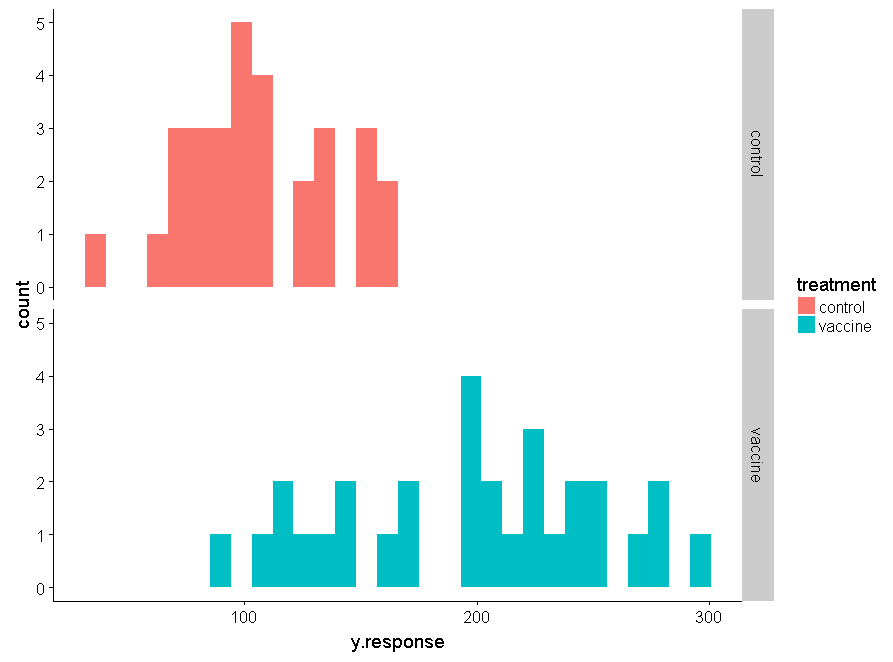 5
4
3
2
1
0
control
5
4
3
2
1
0
vaccine
count
100 200 300
y.response
treatment
control
vaccine